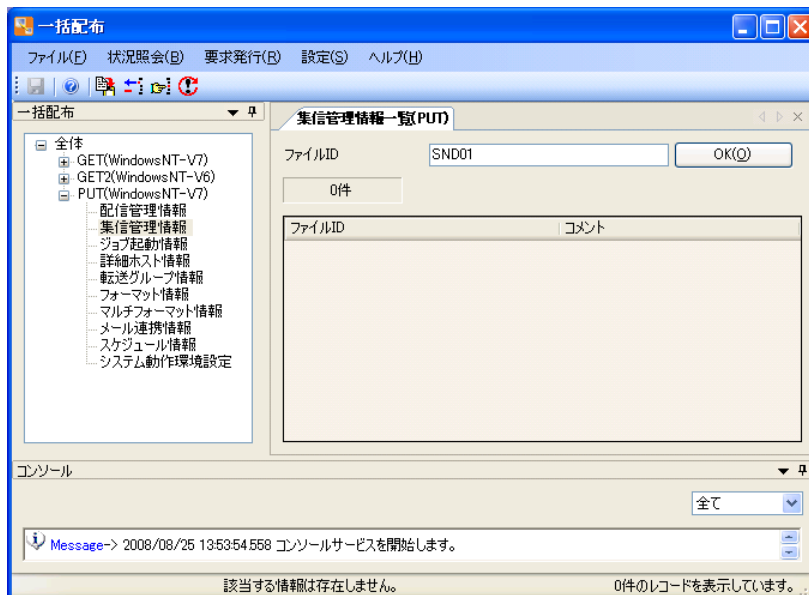 一括配布
ファイル(F) 状況照会(B) 要求発行(R) 設定(S) ヘルプ(H)
一括配布
全体
GET(WindowsNT-V7)
GET2(WindowsNT-V6)
PUT(WindowsNT-V7)
配信管理情報
集信管理情報
ジョブ起動情報
詳細ホスト情報
転送グループ情報
フォーマット情報
マルチフォーマット情報
メール連携情報
スケジュール情報
システム動作環境設定
集信管理情報一覧(PUT)
ファイルID SND01 OK(O)
0件
ファイルID コメント
コンソール
全て
Message-> 2008/08/25 13:53:54.558 コンソールサービスを開始します。
該当する情報は存在しません。 0件のレコードを表示しています。